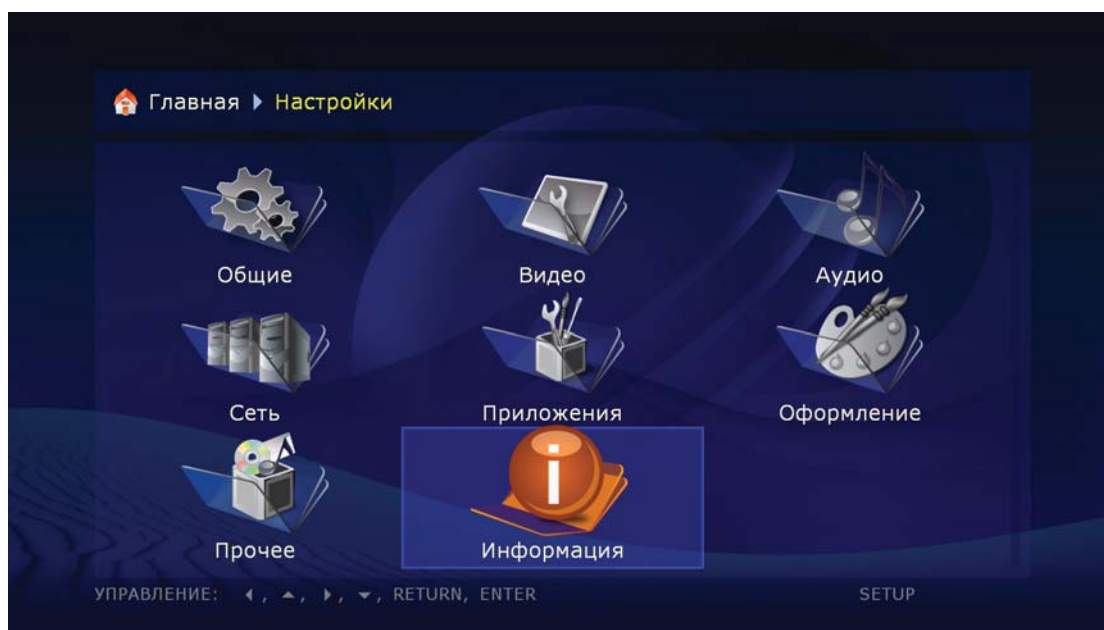 Главная ▶ Настройки
Общие Видео Аудио
Сеть Приложения Оформление
Прочее Информация
УПРАВЛЕНИЕ: ◀, ▲, ▶, ▼, RETURN, ENTER SETUP